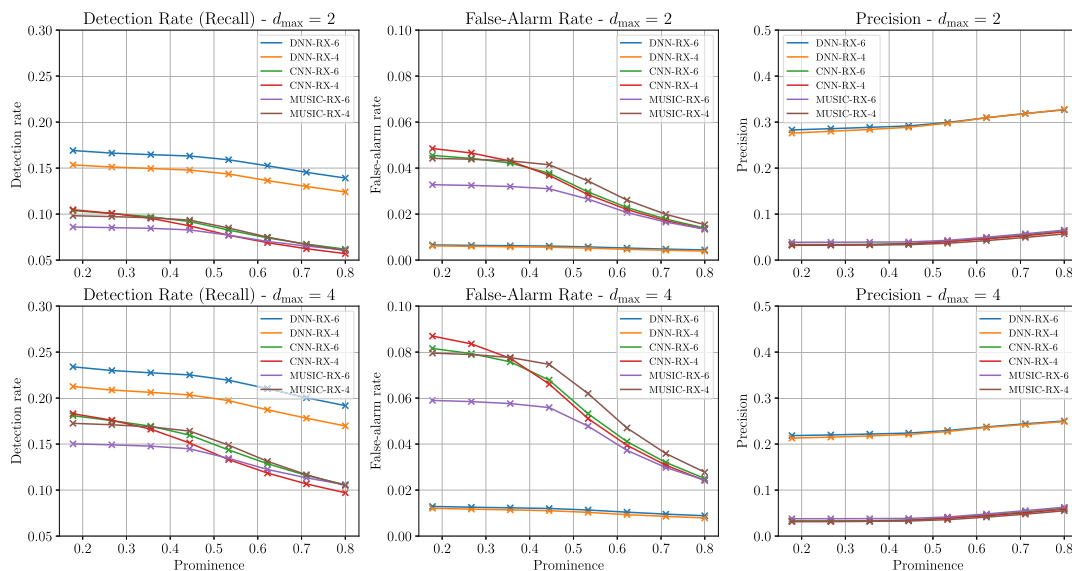 Detection Rate (Recall) - d_max = 2
Detection rate
0.30
0.25
0.20
0.15
0.10
0.05
0.2 0.3 0.4 0.5 0.6 0.7 0.8
DNN-RX-6
DNN-RX-4
CNN-RX-6
CNN-RX-4
MUSIC-RX-6
MUSIC-RX-4
False-Alarm Rate - d_max = 2
False-alarm rate
0.10
0.08
0.06
0.04
0.02
0.00
0.2 0.3 0.4 0.5 0.6 0.7 0.8
DNN-RX-6
DNN-RX-4
CNN-RX-6
CNN-RX-4
MUSIC-RX-6
MUSIC-RX-4
Precision - d_max = 2
Precision
0.5
0.4
0.3
0.2
0.1
0.0
0.2 0.3 0.4 0.5 0.6 0.7 0.8
DNN-RX-6
DNN-RX-4
CNN-RX-6
CNN-RX-4
MUSIC-RX-6
MUSIC-RX-4
Detection Rate (Recall) - d_max = 4
Detection rate
0.30
0.25
0.20
0.15
0.10
0.05
0.2 0.3 0.4 0.5 0.6 0.7 0.8
Prominence
DNN-RX-6
DNN-RX-4
CNN-RX-6
CNN-RX-4
MUSIC-RX-6
MUSIC-RX-4
False-Alarm Rate - d_max = 4
False-alarm rate
0.10
0.08
0.06
0.04
0.02
0.00
0.2 0.3 0.4 0.5 0.6 0.7 0.8
Prominence
DNN-RX-6
DNN-RX-4
CNN-RX-6
CNN-RX-4
MUSIC-RX-6
MUSIC-RX-4
Precision - d_max = 4
Precision
0.5
0.4
0.3
0.2
0.1
0.0
0.2 0.3 0.4 0.5 0.6 0.7 0.8
Prominence
DNN-RX-6
DNN-RX-4
CNN-RX-6
CNN-RX-4
MUSIC-RX-6
MUSIC-RX-4